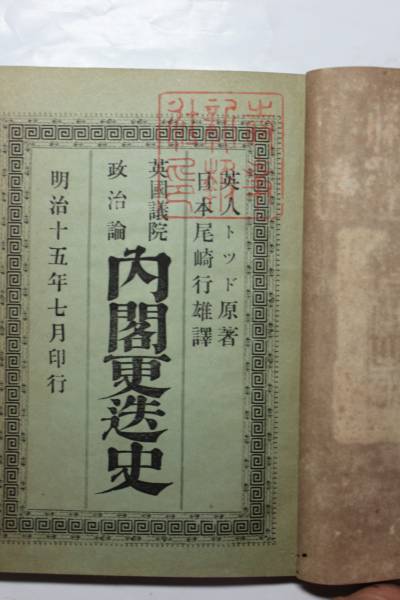 英人トッド原著
日本尾崎行雄譯
英國議院
政治論
内閣更迭史
明治十五年七月印行